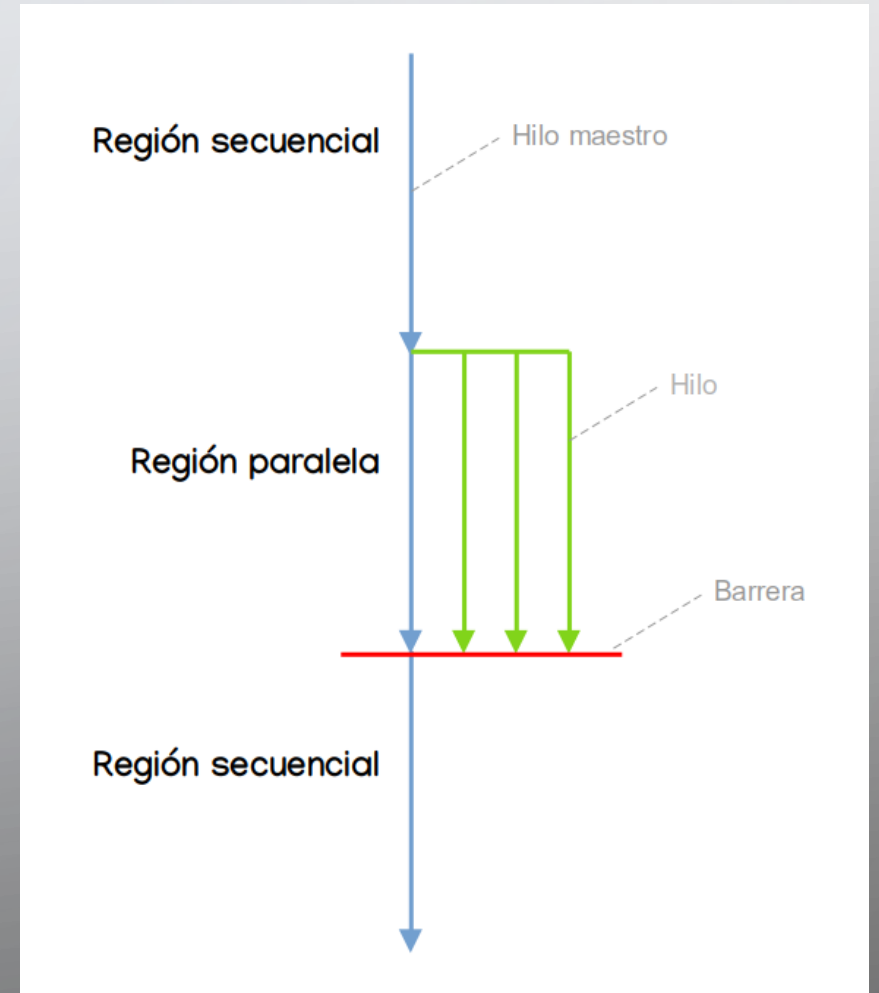 Región secuencial
Hilo maestro
Hilo
Región paralela
Barrera
Región secuencial